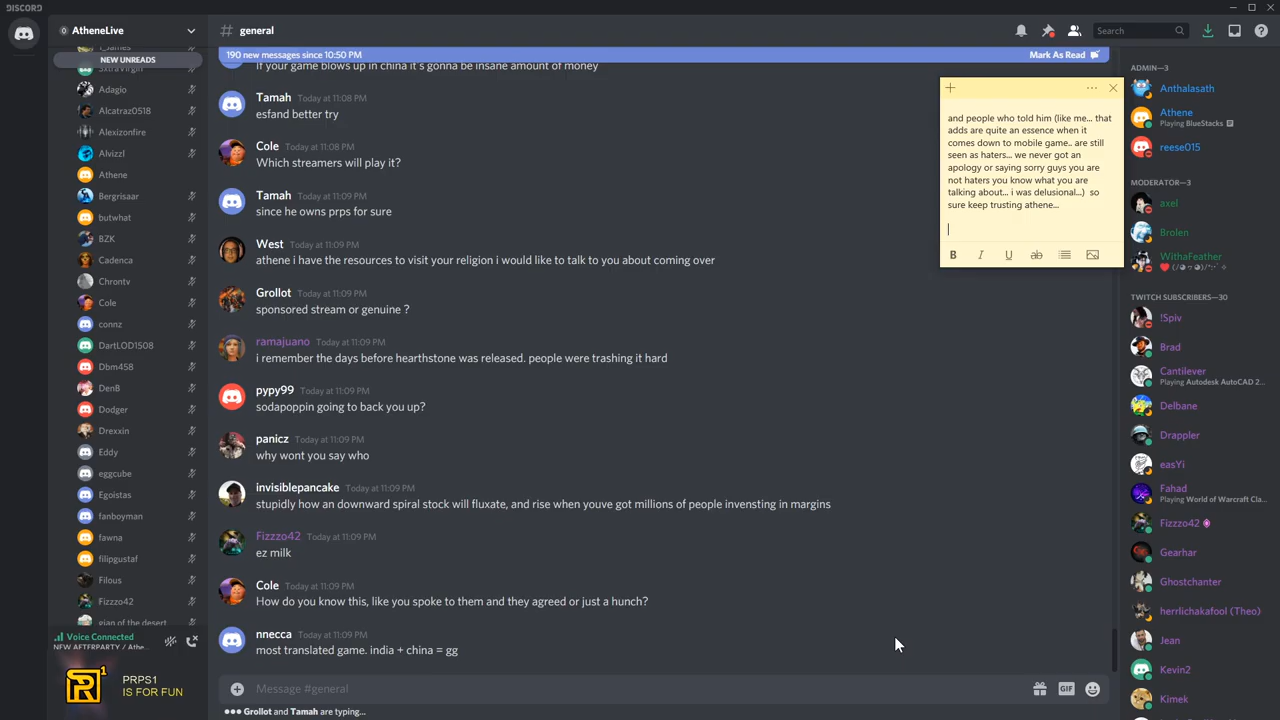 DISCORD
AtheneLive
# general
Search
190 new messages since 10:50 PM
Mark As Read
NEW UNREADS
Adagio
Alcatraz0518
Alexizonfire
Alvizzl
Athene
Bergrisaar
butwhat
BZK
Cadenca
Chrontv
Cole
connz
DartLOD1508
Dbm458
DenB
Dodger
Drexxin
Eddy
eggcube
Egoistas
fanboyman
fawna
filipgustaf
Filous
Fizzzo42
gian of the desert
Voice Connected
NEW AFTERPARTY / Athe...
PRPS1
IS FOR FUN
If your game blows up in china it's gonna be insane amount of money
Tamah Today at 11:08 PM
esfand better try
Cole Today at 11:08 PM
Which streamers will play it?
Tamah Today at 11:09 PM
since he owns prps for sure
West Today at 11:09 PM
athene i have the resources to visit your religion i would like to talk to you about coming over
Grollot Today at 11:09 PM
sponsored stream or genuine ?
ramajuano Today at 11:09 PM
i remember the days before hearthstone was released. people were trashing it hard
pypy99 Today at 11:09 PM
sodapoppin going to back you up?
panicz Today at 11:09 PM
why wont you say who
invisiblepancake Today at 11:09 PM
stupidly how an downward spiral stock will fluxate, and rise when youve got millions of people invensting in margins
Fizzzo42 Today at 11:09 PM
ez milk
Cole Today at 11:09 PM
How do you know this, like you spoke to them and they agreed or just a hunch?
nnecca Today at 11:09 PM
most translated game. india + china = gg
Message #general
GIF
Grollot and Tamah are typing...
and people who told him (like me... that
adds are quite an essence when it
comes down to mobile game.. are still
seen as haters... we never got an
apology or saying sorry guys you are
not haters you know what you are
talking about... i was delusional...) so
sure keep trusting athene...
B I U ab
ADMIN—3
Anthalasath
Athene
Playing BlueStacks
reese015
MODERATOR—3
axel
Brolen
WithaFeather
TWITCH SUBSCRIBERS—30
!Spiv
Brad
Cantilever
Playing Autodesk AutoCAD 2...
Delbane
Drappler
easYi
Fahad
Playing World of Warcraft Cla...
Fizzzo42
Gearhar
Ghostchanter
herrlichakafool (Theo)
Jean
Kevin2
Kimek